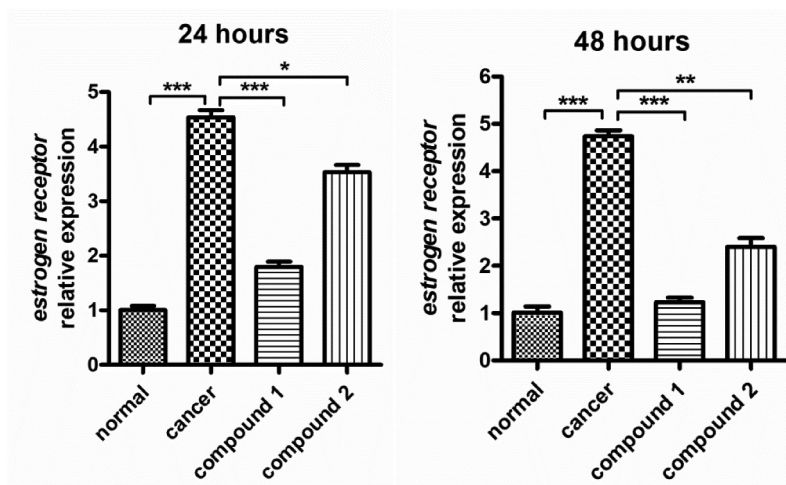 24 hours
*
*** ***
estrogen receptor
relative expression
5
4
3
2
1
0
normal
cancer
compound 1
compound 2
48 hours
**
*** ***
estrogen receptor
relative expression
6
5
4
3
2
1
0
normal
cancer
compound 1
compound 2